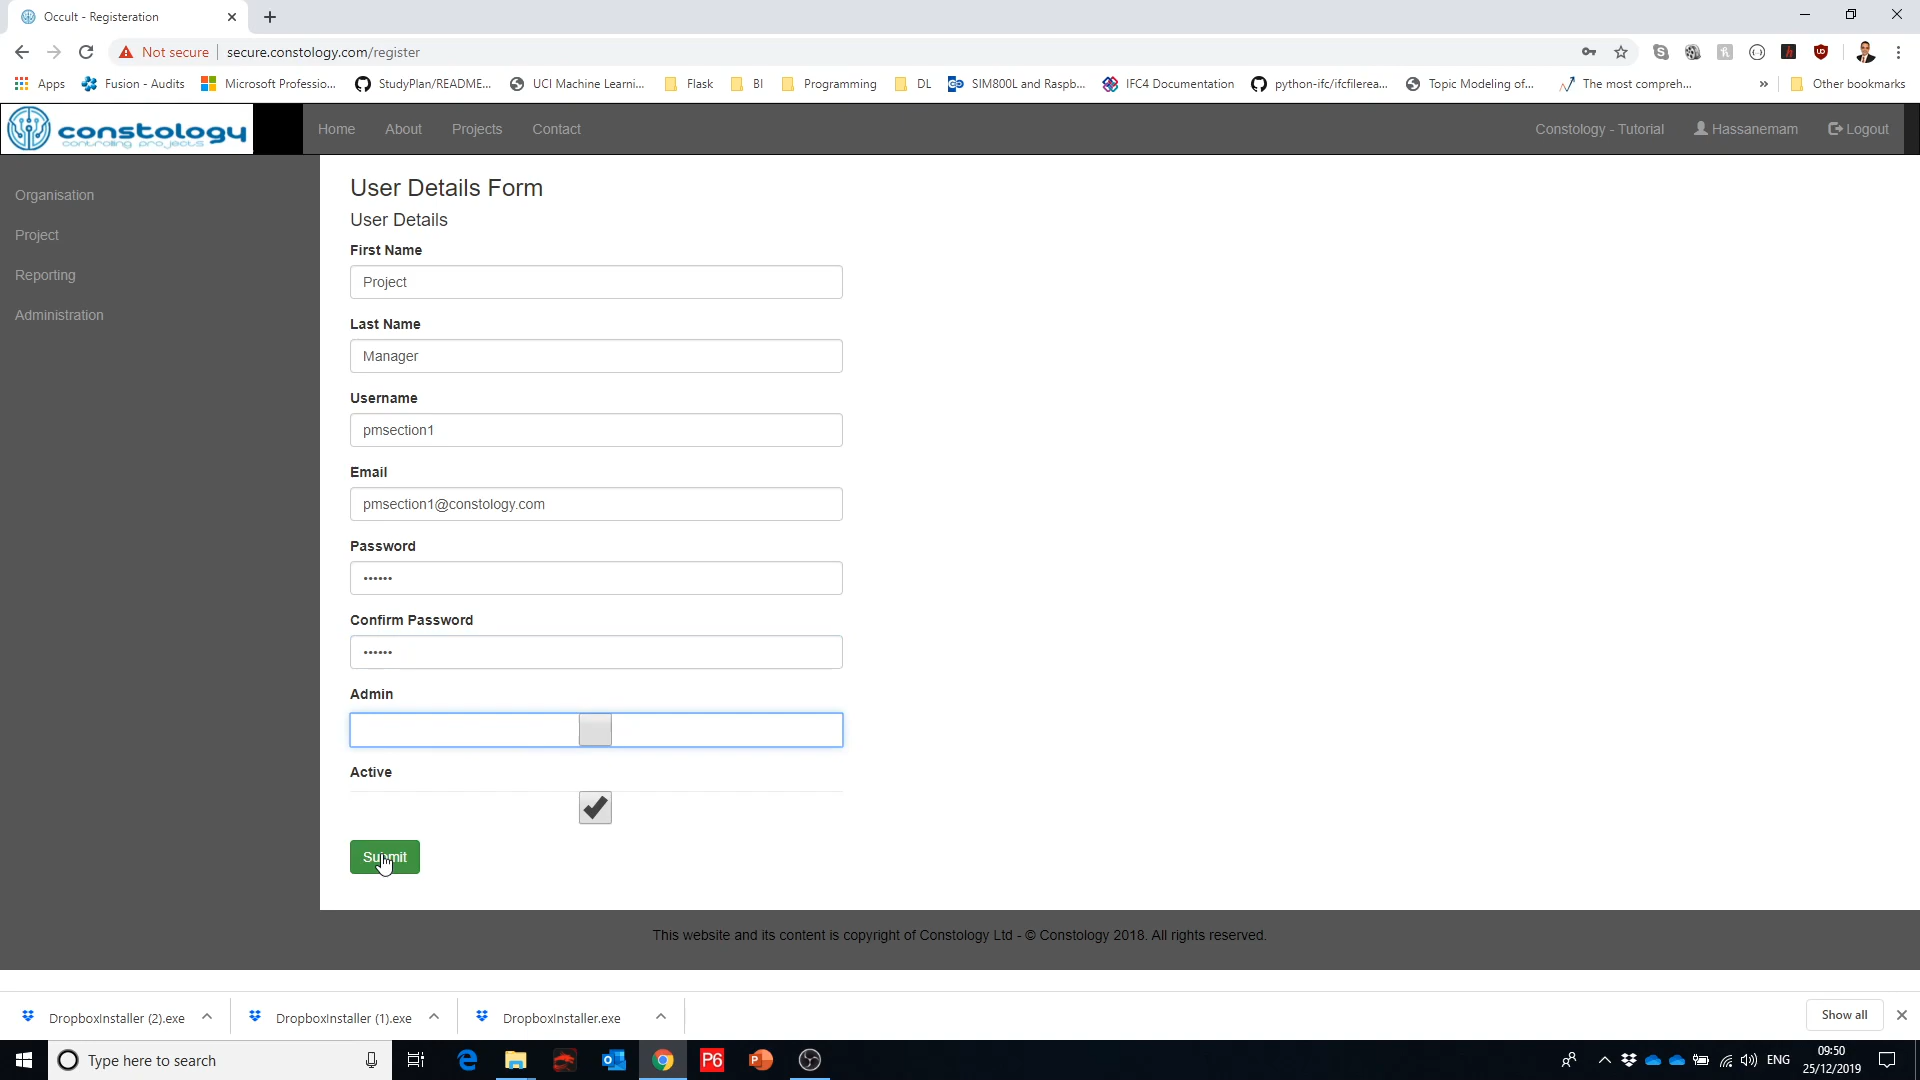 Occult - Registeration
Not secure
secure.constology.com/register
Apps
Fusion - Audits
Microsoft Professio...
StudyPlan/README...
UCI Machine Learni...
Flask
BI
Programming
DL
SIM800L and Raspb...
IFC4 Documentation
python-ifc/ifcfilerea...
Topic Modeling of...
The most compreh...
»
Other bookmarks
constology
controlling projects
Home
About
Projects
Contact
Constology - Tutorial
Hassanemam
Logout
Organisation
Project
Reporting
Administration
User Details Form
User Details
First Name
Project
Last Name
Manager
Username
pmsection1
Email
pmsection1@constology.com
Password
••••••
Confirm Password
••••••
Admin
Active
Submit
This website and its content is copyright of Constology Ltd - © Constology 2018. All rights reserved.
DropboxInstaller (2).exe
DropboxInstaller (1).exe
DropboxInstaller.exe
Show all
Type here to search
P6
ENG
09:50
25/12/2019